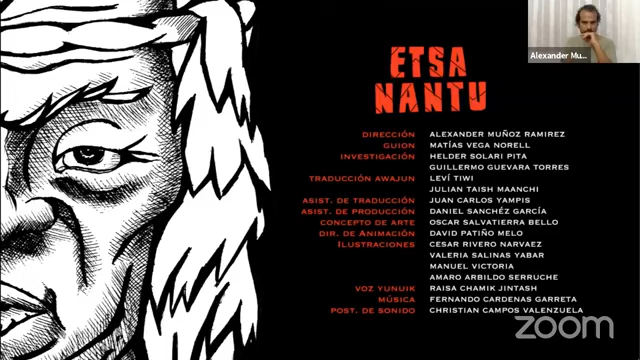 Alexander Mu...
ETSA
NANTU
DIRECCIÓN ALEXANDER MUÑOZ RAMIREZ
GUION MATÍAS VEGA NORELL
INVESTIGACIÓN HELDER SOLARI PITA
GUILLERMO GUEVARA TORRES
TRADUCCIÓN AWAJUN LEVÍ TIWI
JULIAN TAISH MAANCHI
ASIST. DE TRADUCCIÓN JUAN CARLOS YAMPIS
ASIST. DE PRODUCCIÓN DANIEL SANCHÉZ GARCÍA
CONCEPTO DE ARTE OSCAR SALVATIERRA BELLO
DIR. DE ANIMACIÓN DAVID PATIÑO MELO
ILUSTRACIONES CESAR RIVERO NARVAEZ
VALERIA SALINAS YABAR
MANUEL VICTORIA
AMARO ARBILDO SERRUCHE
VOZ YUNUIK RAISA CHAMIK JINTASH
MÚSICA FERNANDO CARDENAS GARRETA
POST. DE SONIDO CHRISTIAN CAMPOS VALENZUELA
zoom